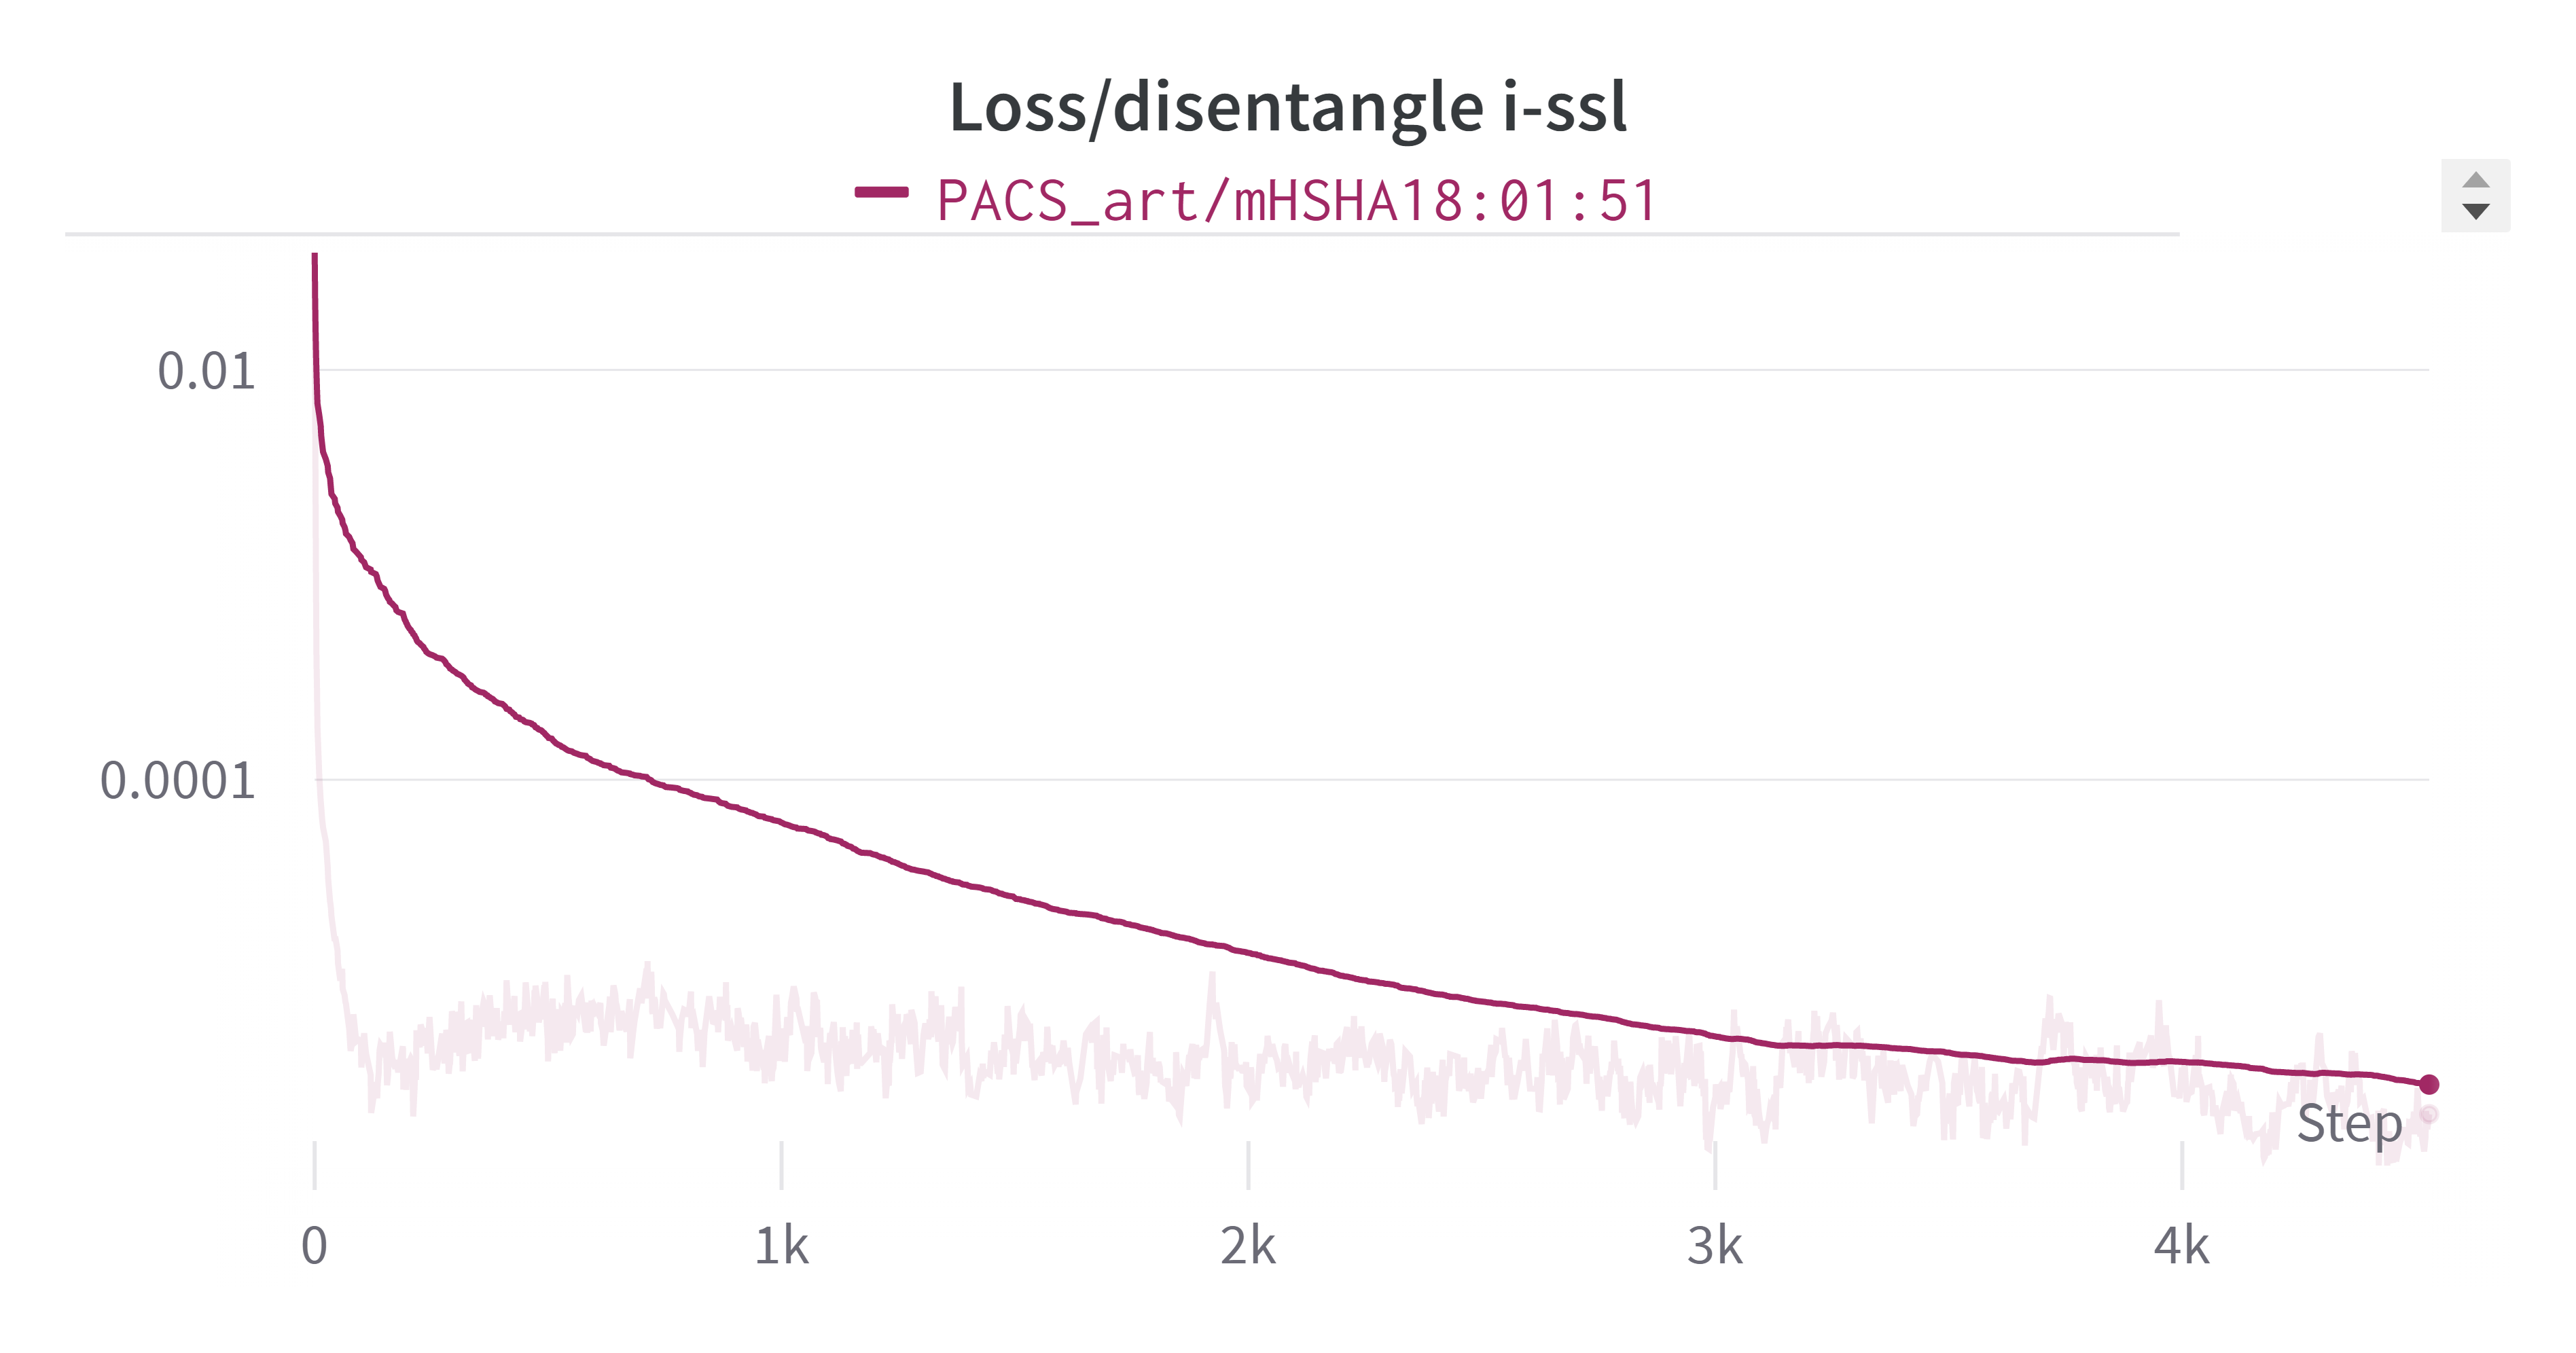 Loss/disentangle i-ssl
PACS_art/mHSHA18:01:51
0.01
0.0001
Step
0 1k 2k 3k 4k